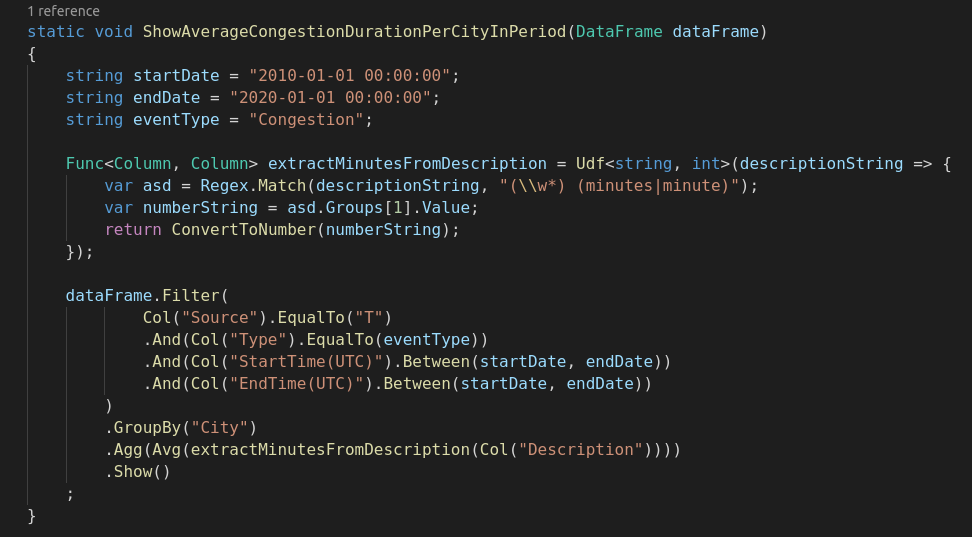 1 reference
static void ShowAverageCongestionDurationPerCityInPeriod(DataFrame dataFrame)
{
    string startDate = "2010-01-01 00:00:00";
    string endDate = "2020-01-01 00:00:00";
    string eventType = "Congestion";

    Func<Column, Column> extractMinutesFromDescription = Udf<string, int>(descriptionString => {
        var asd = Regex.Match(descriptionString, "(\\w*) (minutes|minute)");
        var numberString = asd.Groups[1].Value;
        return ConvertToNumber(numberString);
    });

    dataFrame.Filter(
            Col("Source").EqualTo("T")
            .And(Col("Type").EqualTo(eventType))
            .And(Col("StartTime(UTC)").Between(startDate, endDate))
            .And(Col("EndTime(UTC)").Between(startDate, endDate))
        )
        .GroupBy("City")
        .Agg(Avg(extractMinutesFromDescription(Col("Description"))))
        .Show()
    ;
}